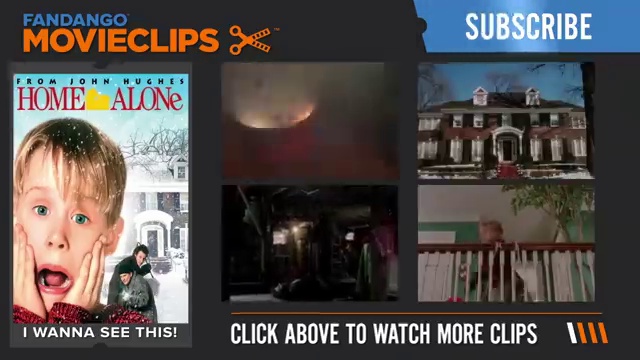 FANDANGO
MOVIECLIPS
SUBSCRIBE
FROM JOHN HUGHES
HOME ALONe
I WANNA SEE THIS!
CLICK ABOVE TO WATCH MORE CLIPS